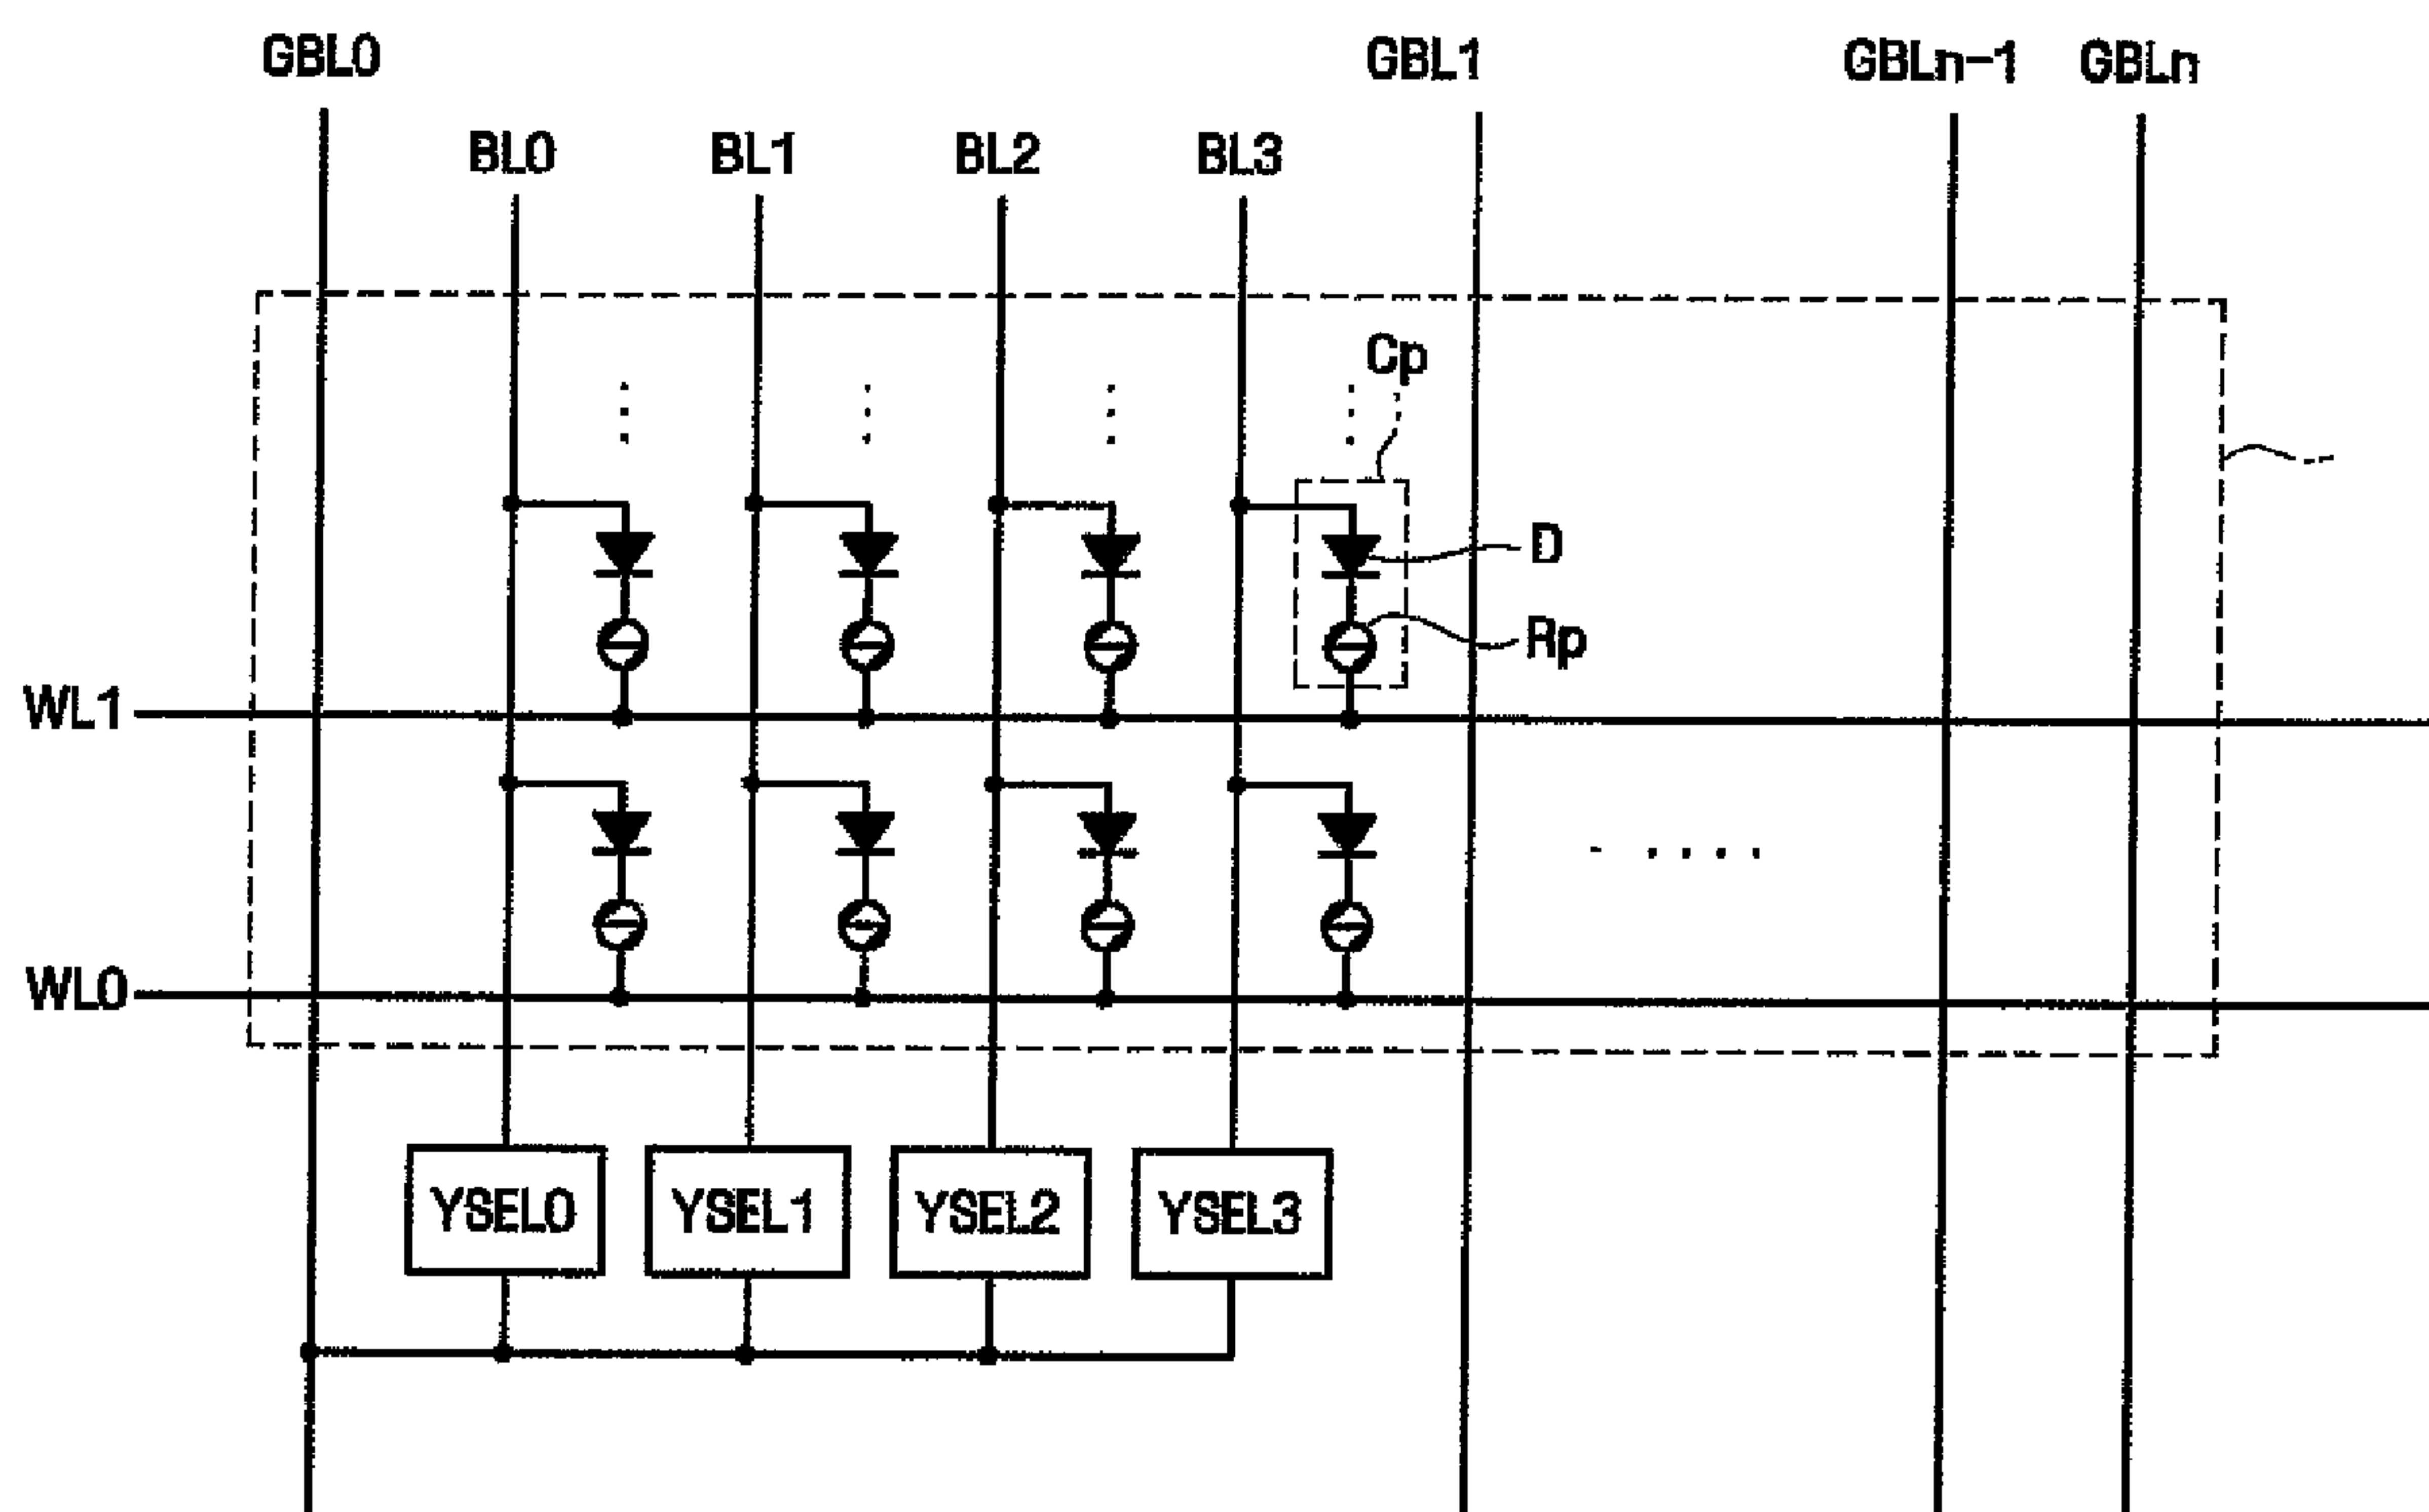 GBL0 GBL1 GBLn-1 GBLn
BL0 BL1 BL2 BL3
Cp
D
Rp
WL1
WL0
YSEL0 YSEL1 YSEL2 YSEL3